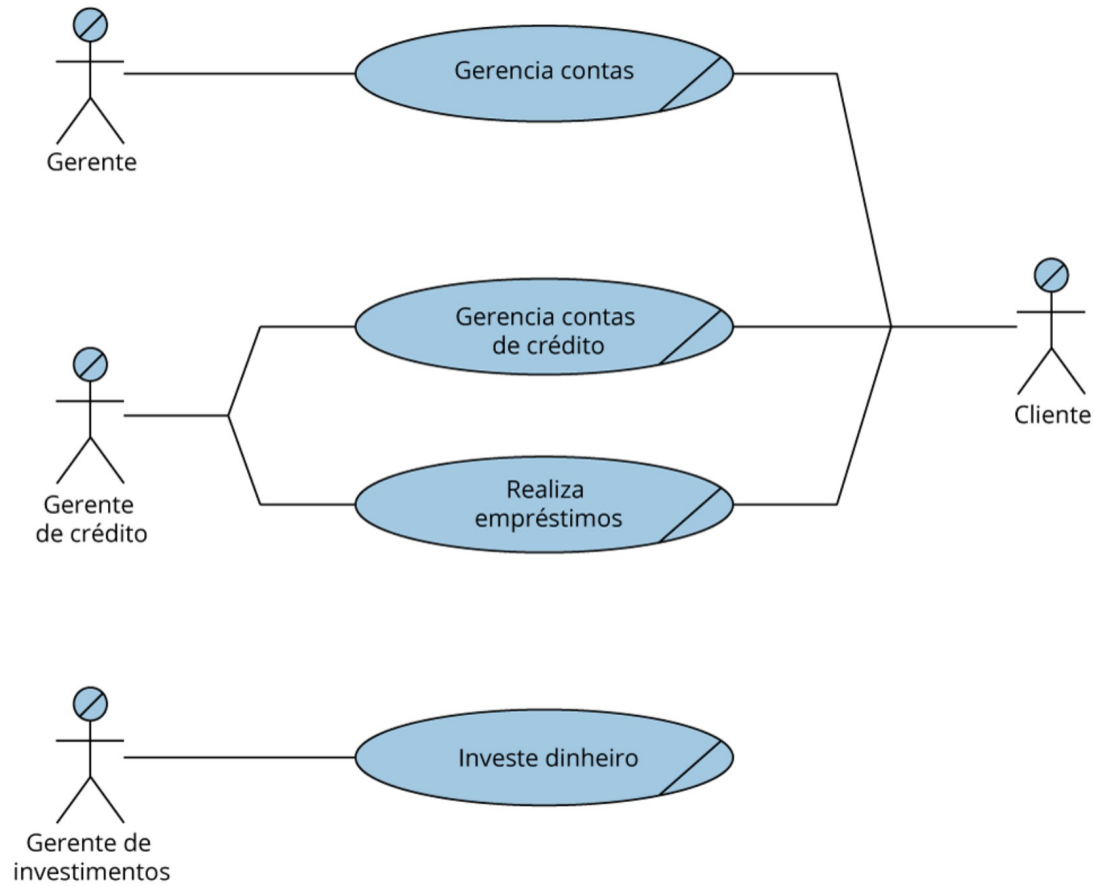 Gerencia contas
Gerente
Gerencia contas
de crédito
Cliente
Gerente
de crédito
Realiza
empréstimos
Investe dinheiro
Gerente de
investimentos